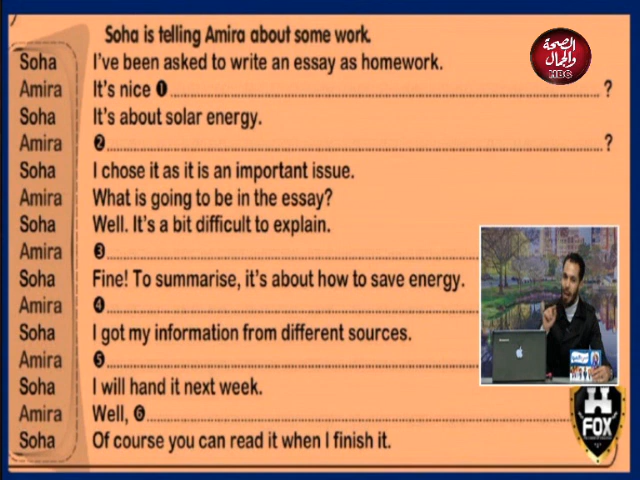 Soha is telling Amira about some work.
Soha I've been asked to write an essay as homework.
Amira It's nice ❶ ............ ?
Soha It's about solar energy.
Amira ❷ ............ ?
Soha I chose it as it is an important issue.
Amira What is going to be in the essay?
Soha Well. It's a bit difficult to explain.
Amira ❸ ............
Soha Fine! To summarise, it's about how to save energy.
Amira ❹ ............
Soha I got my information from different sources.
Amira ❺ ............
Soha I will hand it next week.
Amira Well, ❻ ............
Soha Of course you can read it when I finish it.
الصحة
والجمال
HBC
FOX